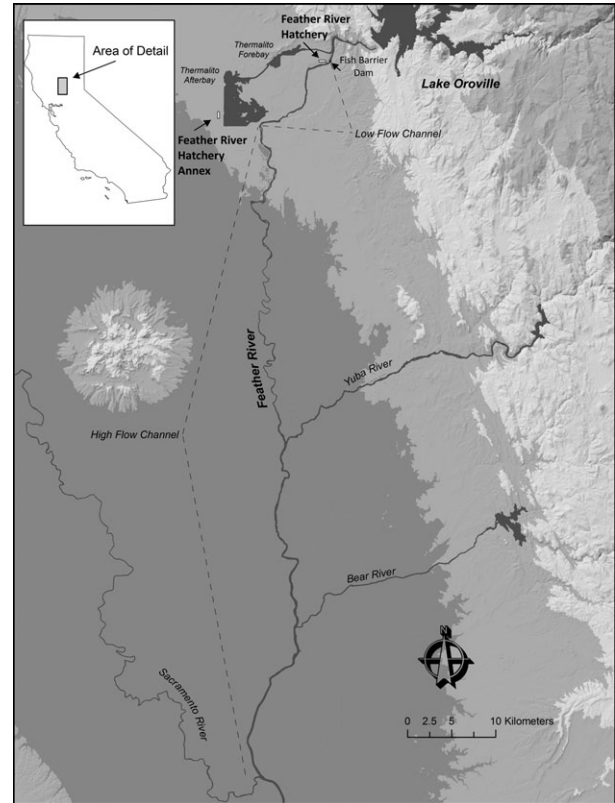 Area of Detail
Feather River
Hatchery
Thermalito
Forebay
Fish Barrier
Dam
Thermalito
Afterbay
Lake Oroville
Low Flow Channel
Feather River
Hatchery
Annex
Feather River
Yuba River
High Flow Channel
Bear River
Sacramento River
N
0 2.5 5 10 Kilometers